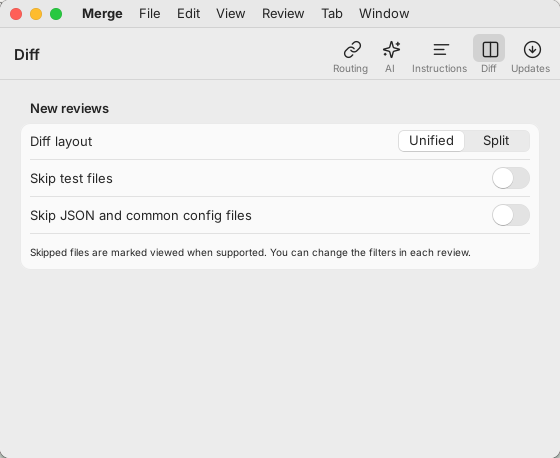 Merge File Edit View Review Tab Window
Diff
Routing AI Instructions Diff Updates
New reviews
Diff layout Unified Split
Skip test files
Skip JSON and common config files
Skipped files are marked viewed when supported. You can change the filters in each review.